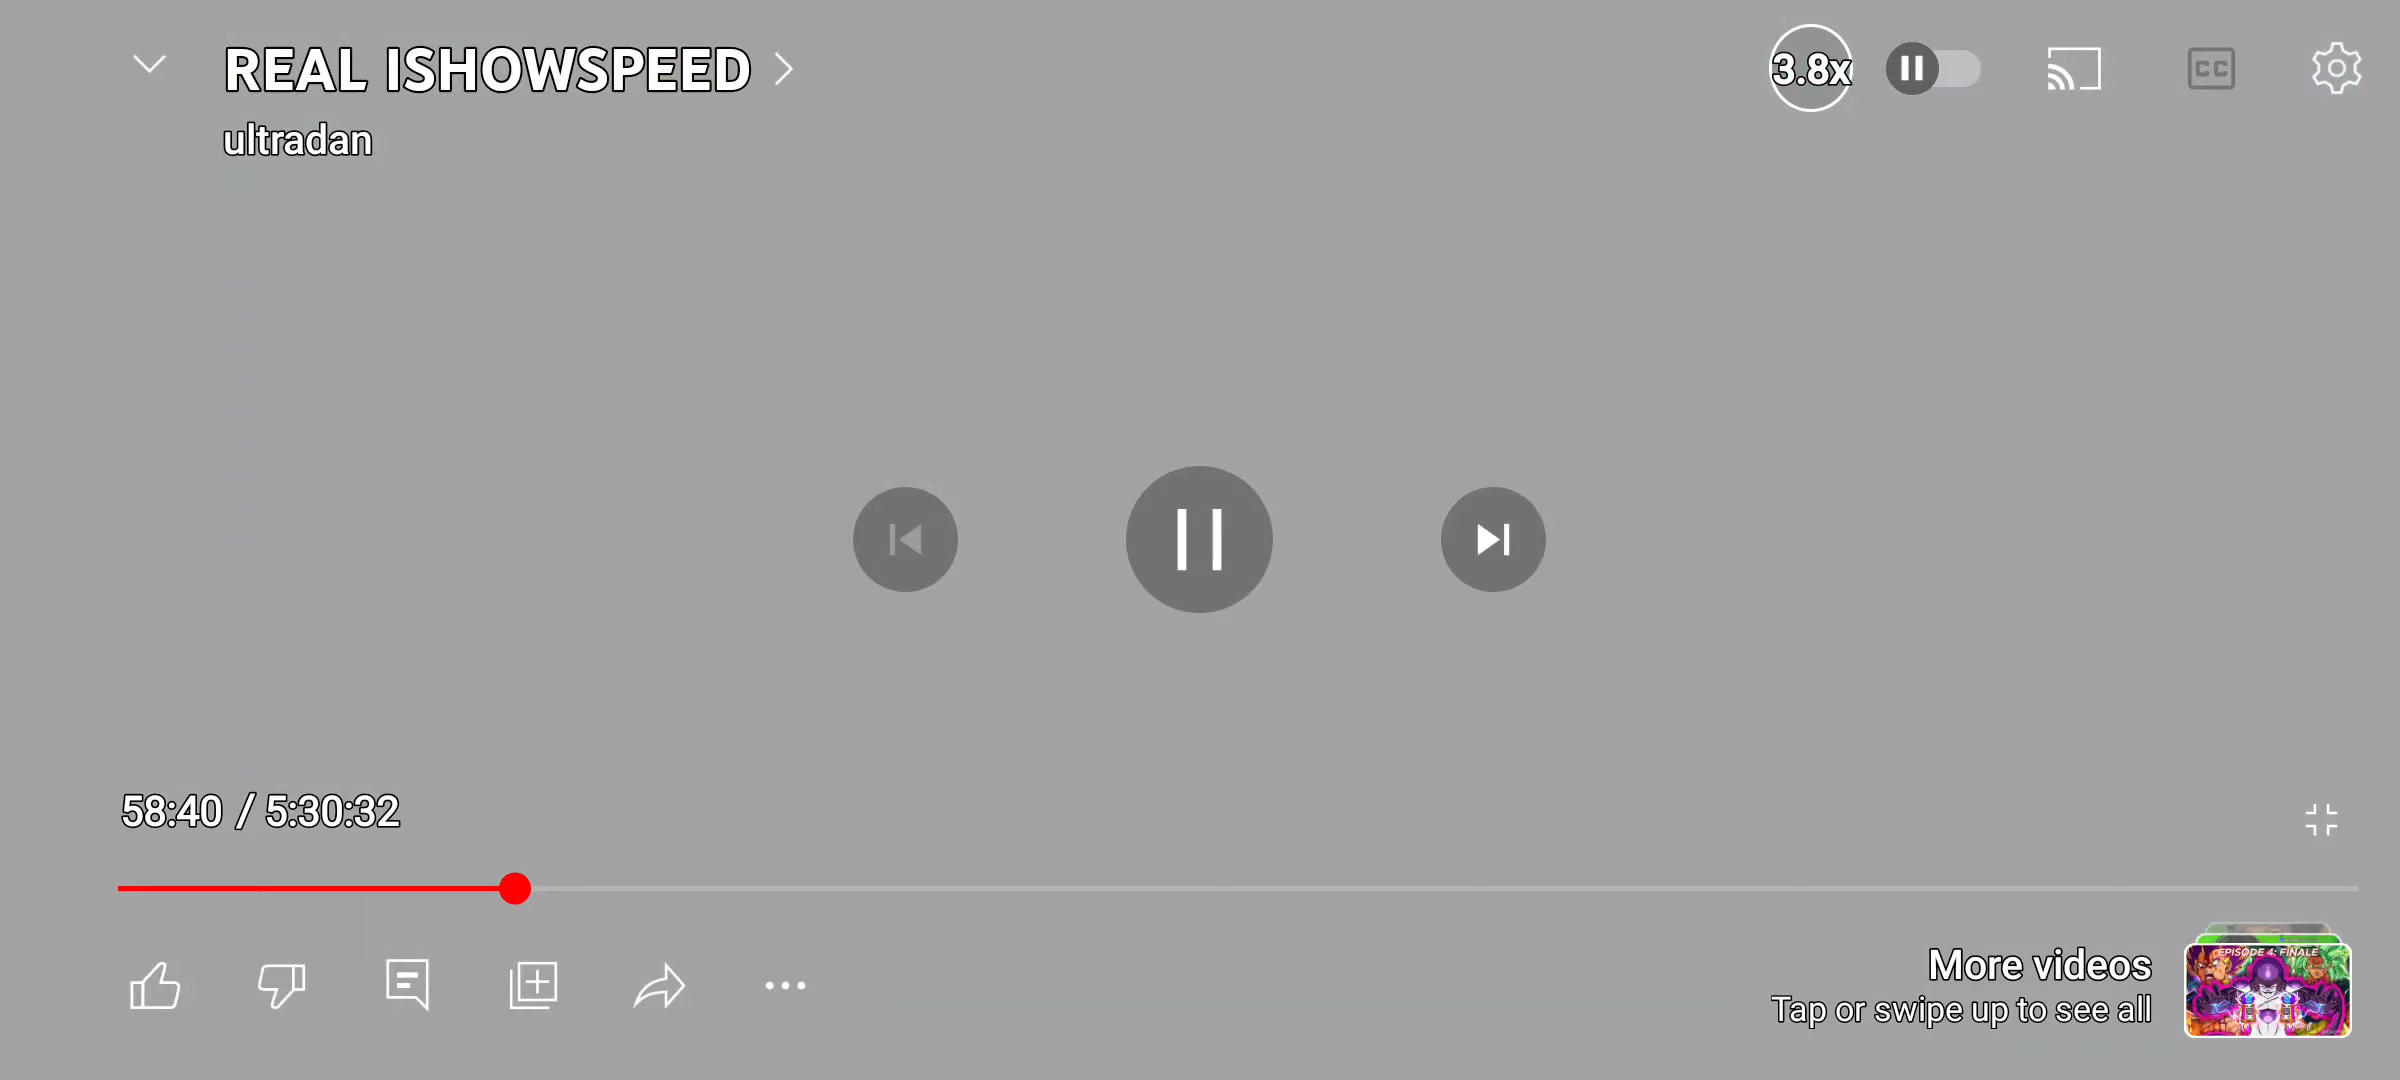 REAL ISHOWSPEED
3.8x
CC
ultradan
58:40 / 5:30:32
More videos
Tap or swipe up to see all
EPISODE 4: FINALE